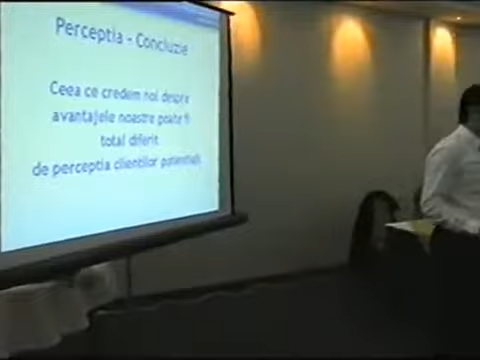 Perceptia - Concluzie
Ceea ce credem noi despre
avantajele noastre poate fi
total diferit
de perceptia clientilor potentiali.